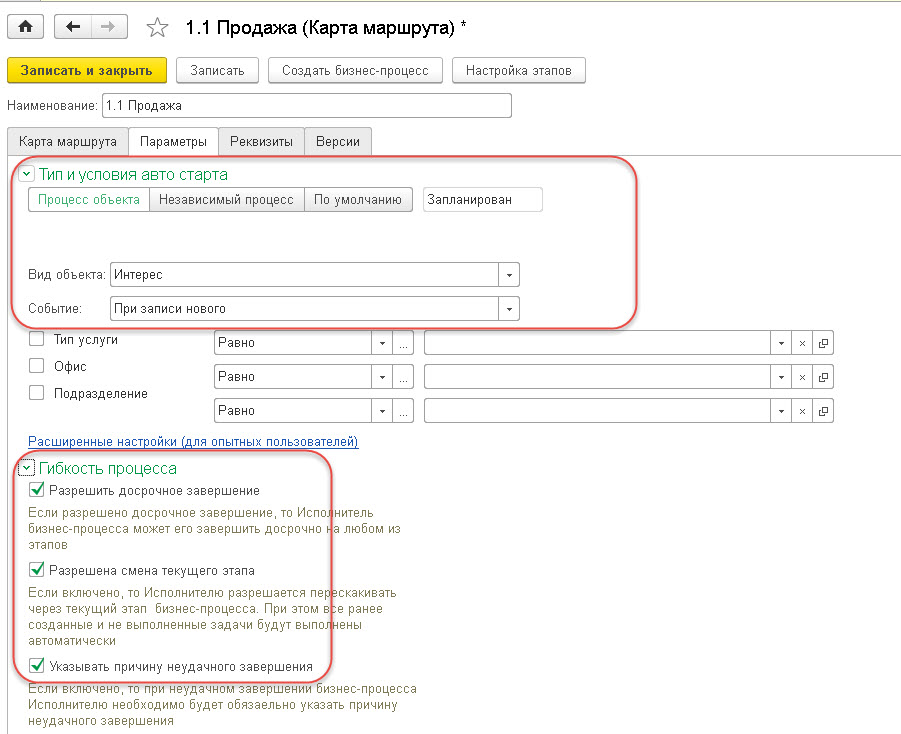 1.1 Продажа (Карта маршрута) *
Записать и закрыть Записать Создать бизнес-процесс Настройка этапов
Наименование: 1.1 Продажа
Карта маршрута Параметры Реквизиты Версии
Тип и условия авто старта
Процесс объекта Независимый процесс По умолчанию Запланирован
Вид объекта: Интерес
Событие: При записи нового
Тип услуги Равно ...
Офис Равно ...
Подразделение Равно ...
Расширенные настройки (для опытных пользователей)
Гибкость процесса
Разрешить досрочное завершение
Если разрешено досрочное завершение, то Исполнитель
бизнес-процесса может его завершить досрочно на любом из
этапов
Разрешена смена текущего этапа
Если включено, то Исполнителю разрешается перескакивать
через текущий этап бизнес-процесса. При этом все ранее
созданные и не выполненные задачи будут выполнены
автоматически
Указывать причину неудачного завершения
Если включено, то при неудачном завершении бизнес-процесса
Исполнителю необходимо будет обязаельно указать причину
неудачного завершения